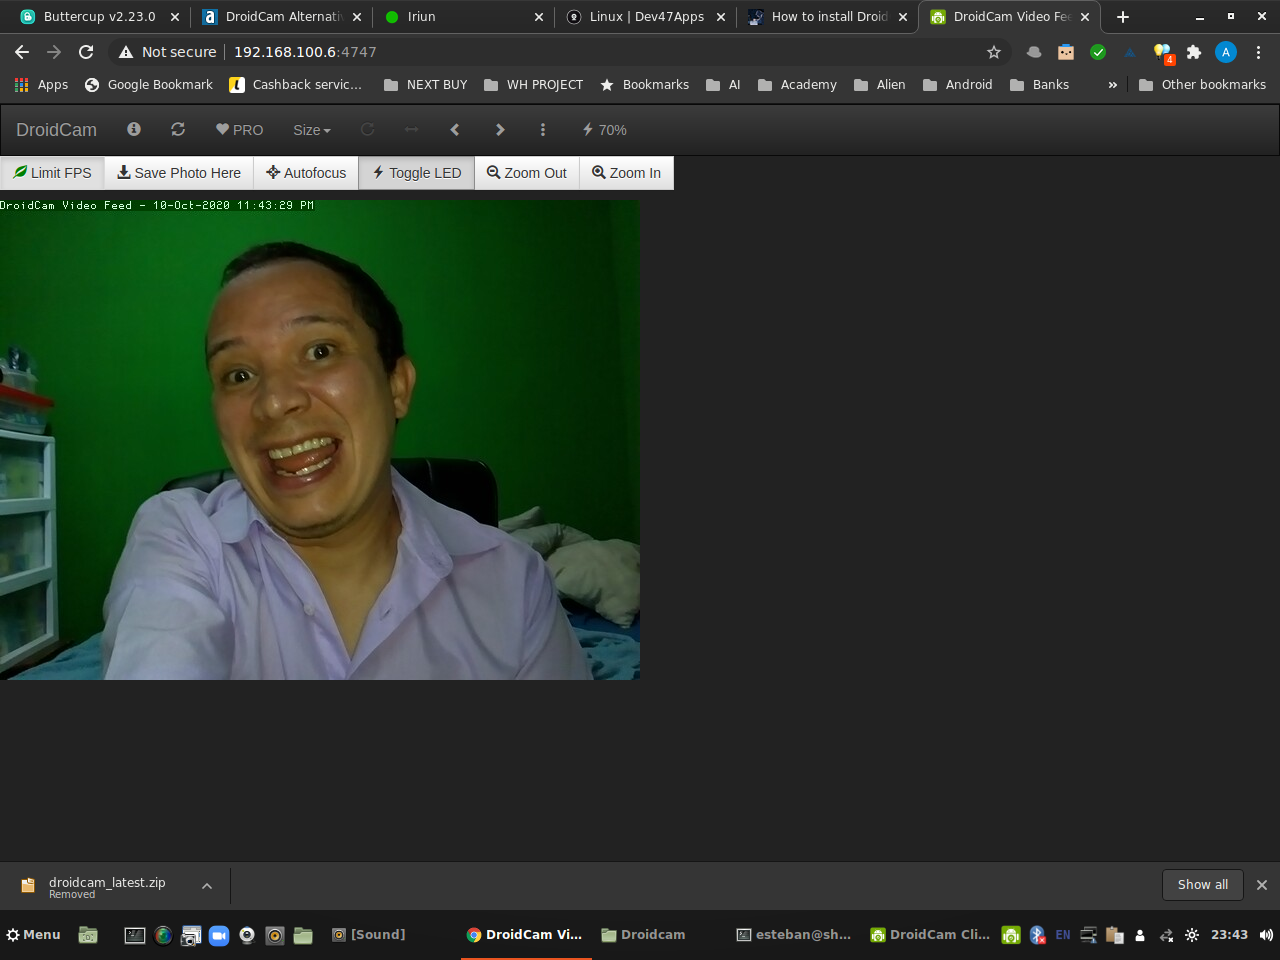 Buttercup v2.23.0
DroidCam Alternativ
Iriun
Linux | Dev47Apps
How to install Droid
DroidCam Video Fee
Not secure
192.168.100.6:4747
4
A
Apps
Google Bookmark
Cashback servic...
NEXT BUY
WH PROJECT
Bookmarks
AI
Academy
Alien
Android
Banks
»
Other bookmarks
DroidCam
PRO
Size
70%
Limit FPS
Save Photo Here
Autofocus
Toggle LED
Zoom Out
Zoom In
DroidCam Video Feed - 10-Oct-2020 11:43:29 PM
droidcam_latest.zip
Removed
Show all
Menu
[Sound]
DroidCam Vi...
Droidcam
esteban@sh...
DroidCam Cli...
EN
23:43